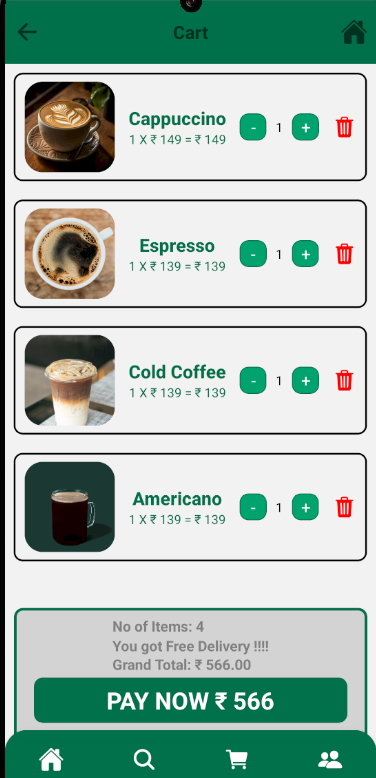 Cart
Cappuccino
1 X ₹ 149 = ₹ 149
- 1 +
Espresso
1 X ₹ 139 = ₹ 139
- 1 +
Cold Coffee
1 X ₹ 139 = ₹ 139
- 1 +
Americano
1 X ₹ 139 = ₹ 139
- 1 +
No of Items: 4
You got Free Delivery !!!!
Grand Total: ₹ 566.00
PAY NOW ₹ 566